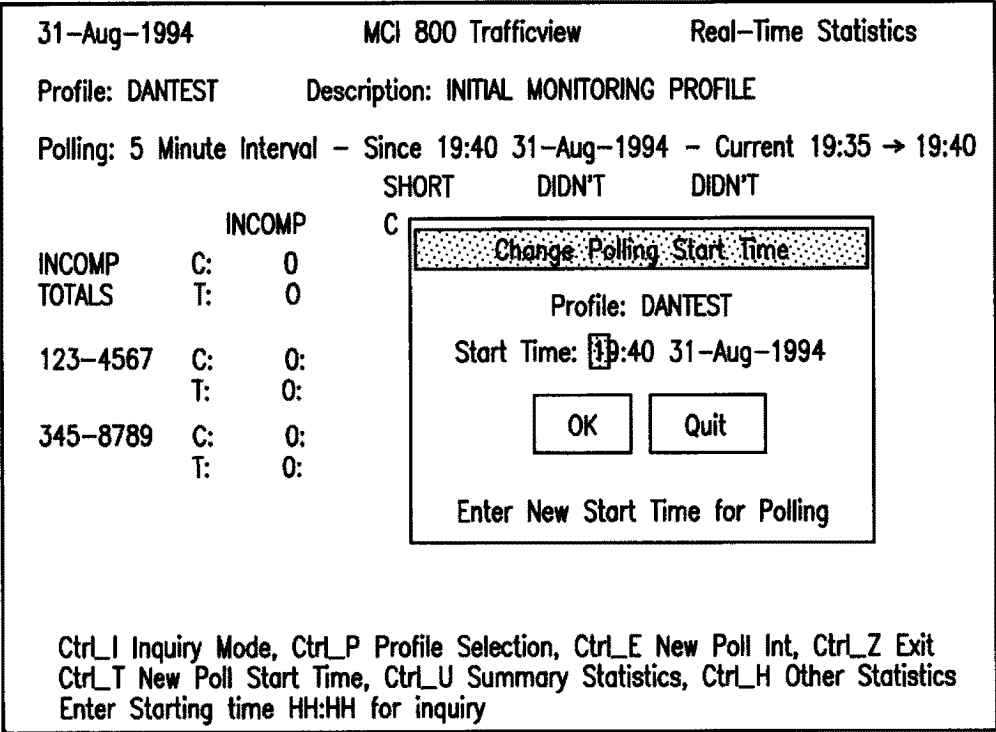 31-Aug-1994 MCI 800 Trafficview Real-Time Statistics
Profile: DANTEST Description: INITIAL MONITORING PROFILE
Polling: 5 Minute Interval - Since 19:40 31-Aug-1994 - Current 19:35 → 19:40
SHORT DIDN'T DIDN'T
INCOMP C
INCOMP C: 0
TOTALS T: 0
123-4567 C: 0:
T: 0:
345-8789 C: 0:
T: 0:
Change Polling Start Time
Profile: DANTEST
Start Time: 19:40 31-Aug-1994
OK Quit
Enter New Start Time for Polling
Ctrl_I Inquiry Mode, Ctrl_P Profile Selection, Ctrl_E New Poll Int, Ctrl_Z Exit
Ctrl_T New Poll Start Time, Ctrl_U Summary Statistics, Ctrl_H Other Statistics
Enter Starting time HH:HH for inquiry